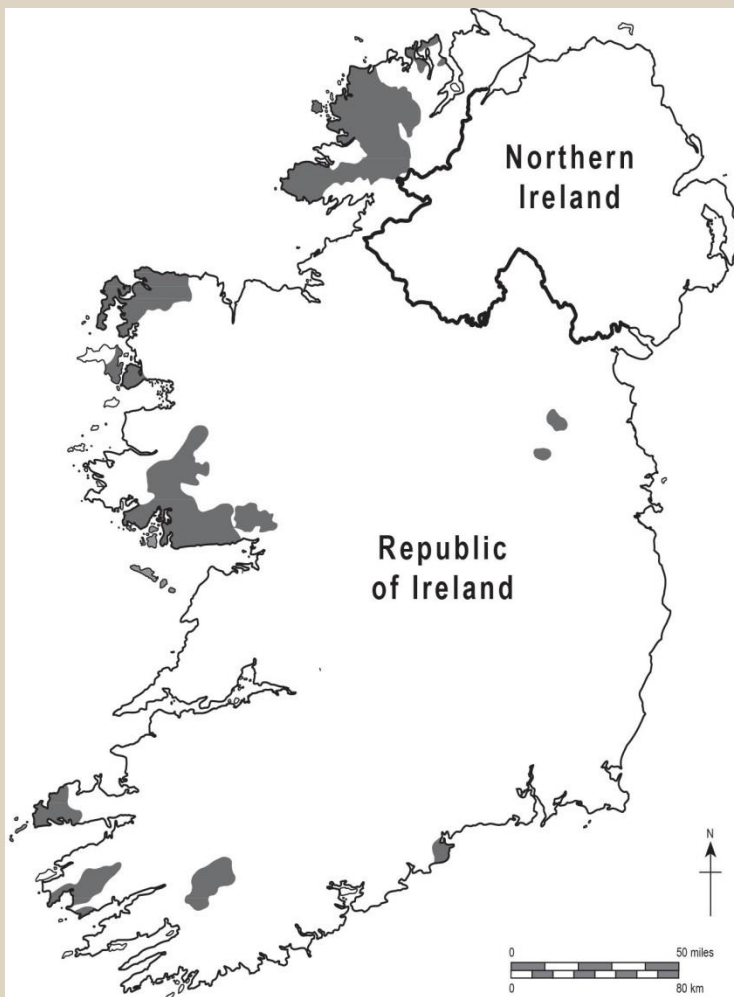 Northern
Ireland
Republic
of Ireland
N
0 50 miles
0 80 km